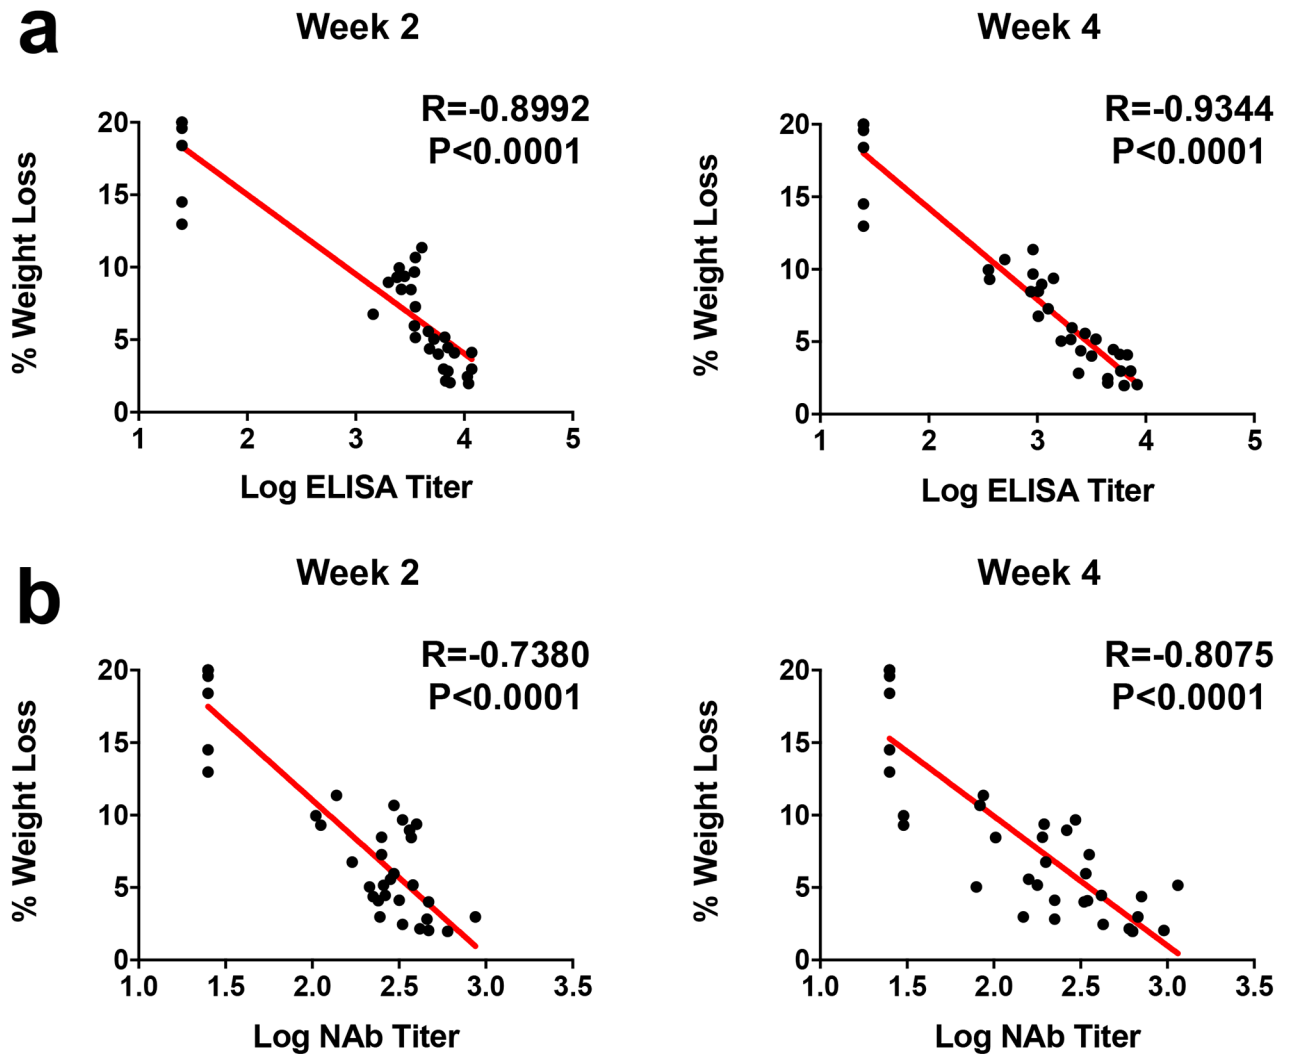 a
Week 2
Week 4
R=-0.8992
P<0.0001
R=-0.9344
P<0.0001
% Weight Loss
20
15
10
5
0
1 2 3 4 5
Log ELISA Titer
% Weight Loss
20
15
10
5
0
1 2 3 4 5
Log ELISA Titer
b
Week 2
Week 4
R=-0.7380
P<0.0001
R=-0.8075
P<0.0001
% Weight Loss
20
15
10
5
0
1.0 1.5 2.0 2.5 3.0 3.5
Log NAb Titer
% Weight Loss
20
15
10
5
0
1.0 1.5 2.0 2.5 3.0 3.5
Log NAb Titer